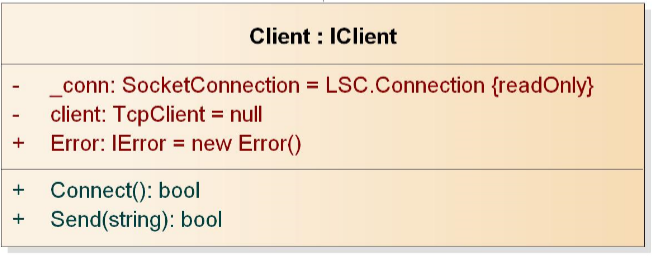 Client : IClient
- _conn: SocketConnection = LSC.Connection {readOnly}
- client: TcpClient = null
+ Error: IError = new Error()
+ Connect(): bool
+ Send(string): bool